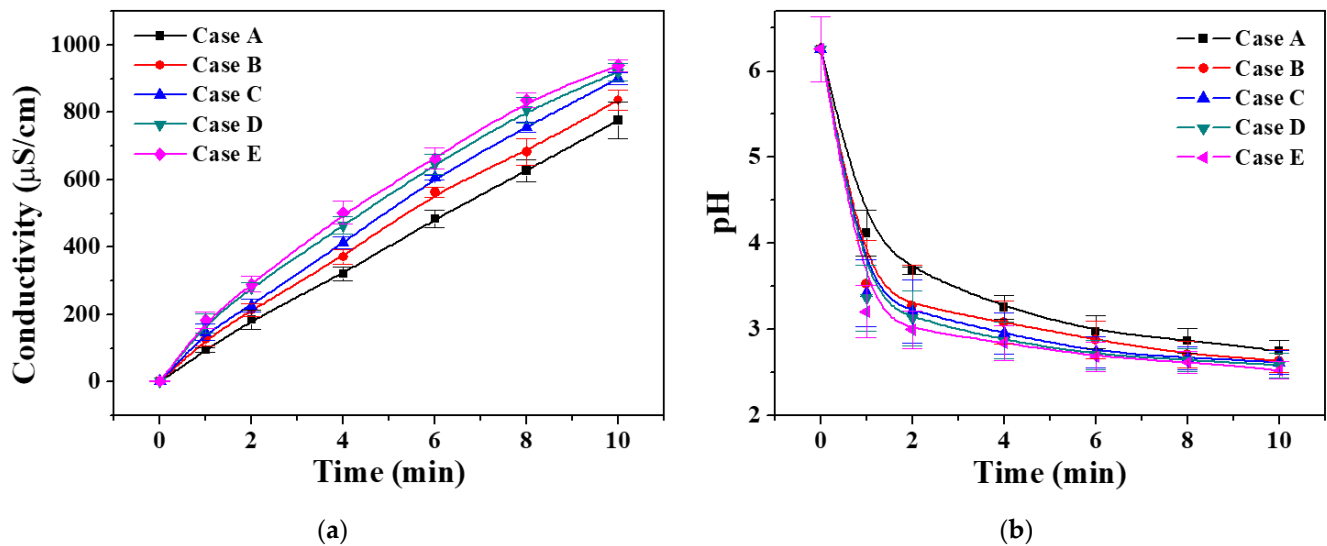 1000
800
600
400
200
0
Conductivity (μS/cm)
Case A
Case B
Case C
Case D
Case E
0 2 4 6 8 10
Time (min)
(a)
6
5
4
3
2
pH
Case A
Case B
Case C
Case D
Case E
0 2 4 6 8 10
Time (min)
(b)